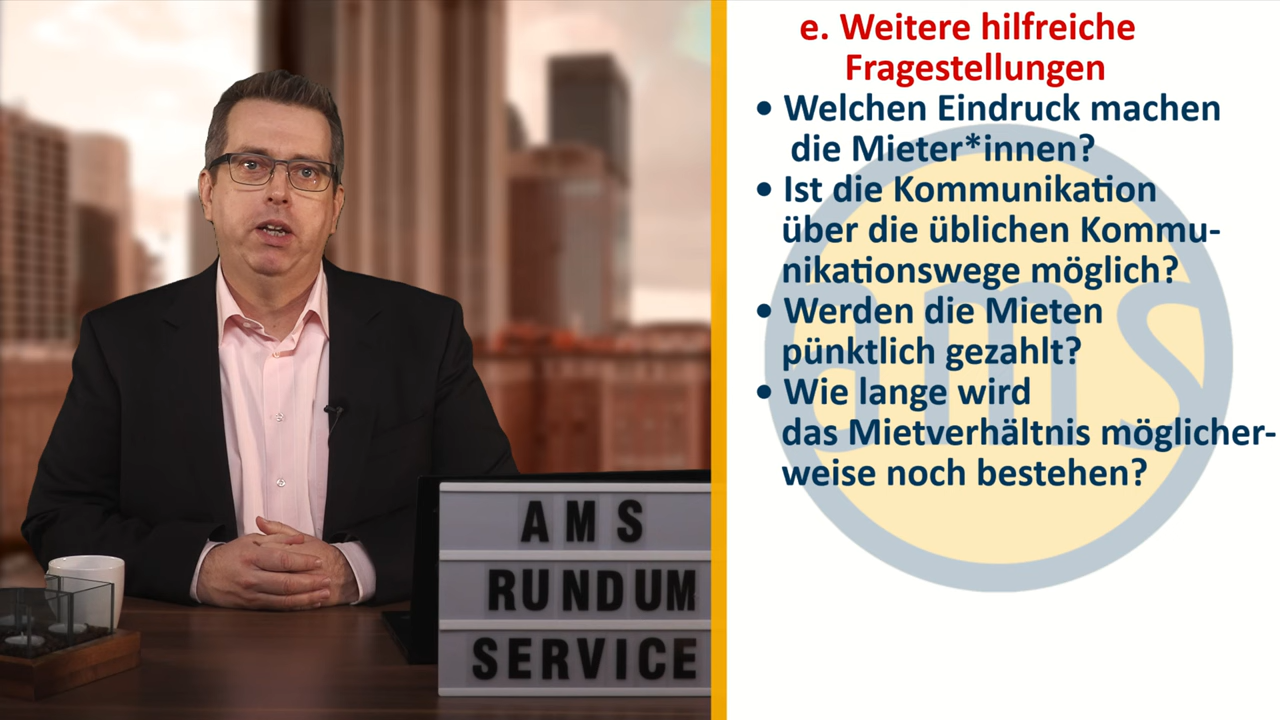 e. Weitere hilfreiche
Fragestellungen
• Welchen Eindruck machen
die Mieter*innen?
• Ist die Kommunikation
über die üblichen Kommu-
nikationswege möglich?
• Werden die Mieten
pünktlich gezahlt?
• Wie lange wird
das Mietverhältnis möglicher-
weise noch bestehen?
ams
AMS
RUNDUM
SERVICE